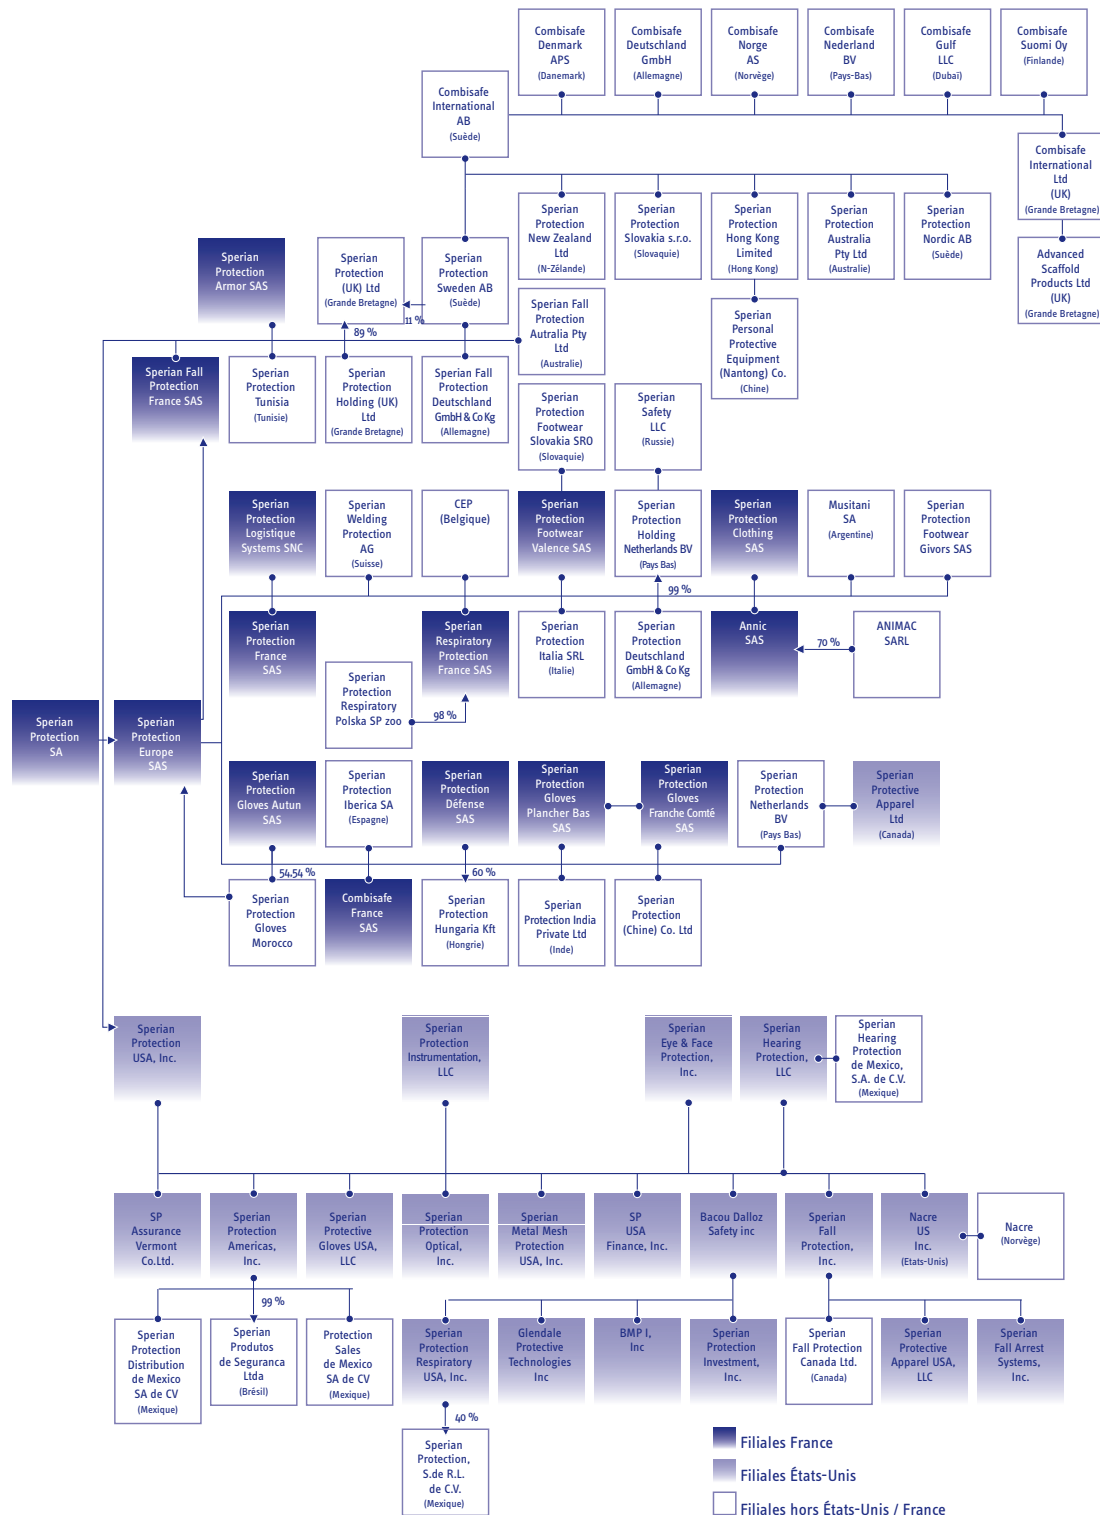 Combisafe
Denmark
APS
(Danemark)
Combisafe
Deutschland
GmbH
(Allemagne)
Combisafe
Norge
AS
(Norvège)
Combisafe
Nederland
BV
(Pays-Bas)
Combisafe
Gulf
LLC
(Dubaï)
Combisafe
Suomi Oy
(Finlande)
Combisafe
International
AB
(Suède)
Combisafe
International
Ltd
(UK)
(Grande Bretagne)
Sperian
Protection
New Zealand
Ltd
(N-Zélande)
Sperian
Protection
Slovakia s.r.o.
(Slovaquie)
Sperian
Protection
Hong Kong
Limited
(Hong Kong)
Sperian
Protection
Australia
Pty Ltd
(Australie)
Sperian
Protection
Nordic AB
(Suède)
Advanced
Scaffold
Products Ltd
(UK)
(Grande Bretagne)
Sperian
Protection
Armor SAS
Sperian
Protection
(UK) Ltd
(Grande Bretagne)
Sperian
Protection
Sweden AB
(Suède)
11 %
89 %
Sperian Fall
Protection
Autralia Pty
Ltd
(Australie)
Sperian
Personal
Protective
Equipment
(Nantong) Co.
(Chine)
Sperian Fall
Protection
France SAS
Sperian
Protection
Tunisia
(Tunisie)
Sperian
Protection
Holding (UK)
Ltd
(Grande Bretagne)
Sperian Fall
Protection
Deutschland
GmbH & Co Kg
(Allemagne)
Sperian
Protection
Footwear
Slovakia SRO
(Slovaquie)
Sperian
Safety
LLC
(Russie)
Sperian
Protection
Logistique
Systems SNC
Sperian
Welding
Protection
AG
(Suisse)
CEP
(Belgique)
Sperian
Protection
Footwear
Valence SAS
Sperian
Protection
Holding
Netherlands BV
(Pays Bas)
Sperian
Protection
Clothing
SAS
Musitani
SA
(Argentine)
Sperian
Protection
Footwear
Givors SAS
99 %
Sperian
Protection
France
SAS
Sperian
Respiratory
Protection
France SAS
Sperian
Protection
Italia SRL
(Italie)
Sperian
Protection
Deutschland
GmbH & Co Kg
(Allemagne)
Annic
SAS
70 %
ANIMAC
SARL
Sperian
Protection
Respiratory
Polska SP zoo
98 %
Sperian
Protection
SA
Sperian
Protection
Europe
SAS
Sperian
Protection
Gloves Autun
SAS
Sperian
Protection
Iberica SA
(Espagne)
Sperian
Protection
Défense
SAS
Sperian
Protection
Gloves
Plancher Bas
SAS
Sperian
Protection
Gloves
Franche Comté
SAS
Sperian
Protection
Netherlands
BV
(Pays Bas)
Sperian
Protective
Apparel
Ltd
(Canada)
54,54 %
60 %
Sperian
Protection
Gloves
Morocco
Combisafe
France
SAS
Sperian
Protection
Hungaria Kft
(Hongrie)
Sperian
Protection India
Private Ltd
(Inde)
Sperian
Protection
(Chine) Co. Ltd
Sperian
Protection
USA, Inc.
Sperian
Protection
Instrumentation,
LLC
Sperian
Eye & Face
Protection,
Inc.
Sperian
Hearing
Protection,
LLC
Sperian
Hearing
Protection
de Mexico,
S.A. de C.V.
(Mexique)
SP
Assurance
Vermont
Co.Ltd.
Sperian
Protection
Americas,
Inc.
Sperian
Protective
Gloves USA,
LLC
Sperian
Protection
Optical,
Inc.
Sperian
Metal Mesh
Protection
USA, Inc.
SP
USA
Finance, Inc.
Bacou Dalloz
Safety inc
Sperian
Fall
Protection,
Inc.
Nacre
US
Inc.
(Etats-Unis)
Nacre
(Norvège)
99 %
Sperian
Protection
Distribution
de Mexico
SA de CV
(Mexique)
Sperian
Produtos
de Seguranca
Ltda
(Brésil)
Protection
Sales
de Mexico
SA de CV
(Mexique)
Sperian
Protection
Respiratory
USA, Inc.
Glendale
Protective
Technologies
Inc
BMP I,
Inc
Sperian
Protection
Investment,
Inc.
Sperian
Fall Protection
Canada Ltd.
(Canada)
Sperian
Protective
Apparel USA,
LLC
Sperian
Fall Arrest
Systems,
Inc.
40 %
Sperian
Protection,
S.de R.L.
de C.V.
(Mexique)
Filiales France
Filiales États-Unis
Filiales hors États-Unis / France